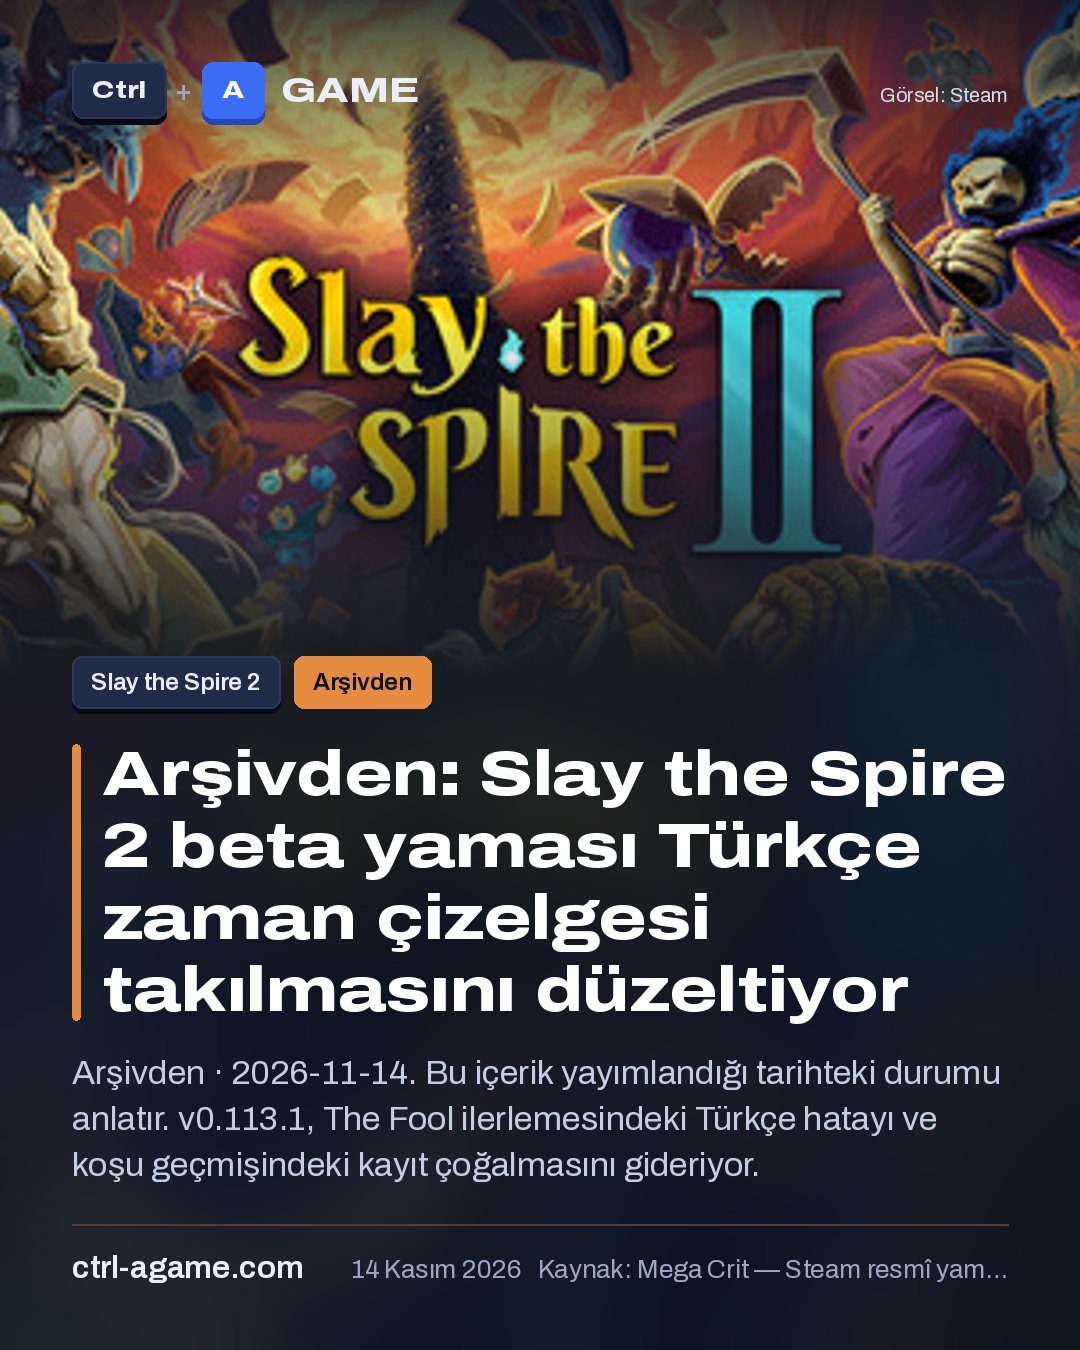 Ctrl + A GAME
Görsel: Steam
Slay the
SPIRE II
Slay the Spire 2
Arşivden
Arşivden: Slay the Spire
2 beta yaması Türkçe
zaman çizelgesi
takılmasını düzeltiyor
Arşivden · 2026-11-14. Bu içerik yayımlandığı tarihteki durumu
anlatır. v0.113.1, The Fool ilerlemesindeki Türkçe hatayı ve
koşu geçmişindeki kayıt çoğalmasını gideriyor.
ctrl-agame.com
14 Kasım 2026 Kaynak: Mega Crit — Steam resmî yam...